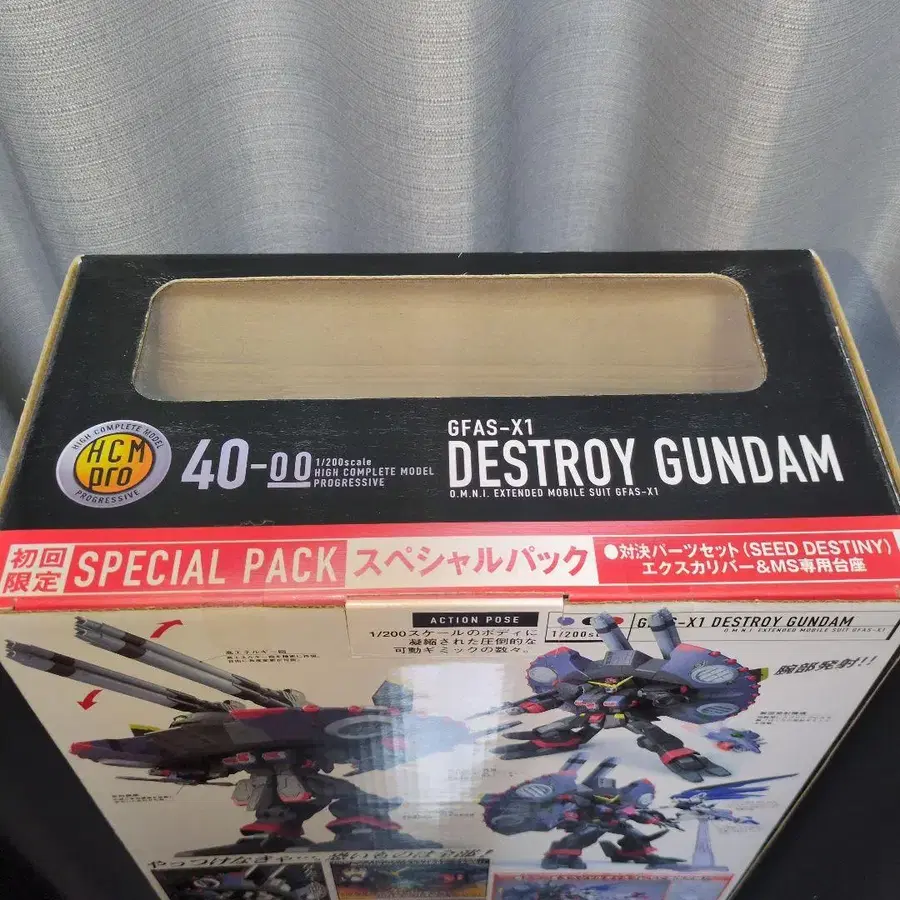 HIGH COMPLETE MODEL
HCM
pro
PROGRESSIVE
40-00
1/200scale
HIGH COMPLETE MODEL
PROGRESSIVE
GFAS-X1
DESTROY GUNDAM
O.M.N.I. EXTENDED MOBILE SUIT GFAS-X1
初回
限定
SPECIAL PACK
スペシャルパック
●対決パーツセット(SEED DESTINY)
エクスカリバー&MS専用台座
ACTION POSE
1/200スケールのボディに
凝縮された圧倒的な
可動ギミックの数々。
DESTROY GUNDAM
O.M.N.I. EXTENDED MOBILE SUIT GFAS-X1
腕部発射!!